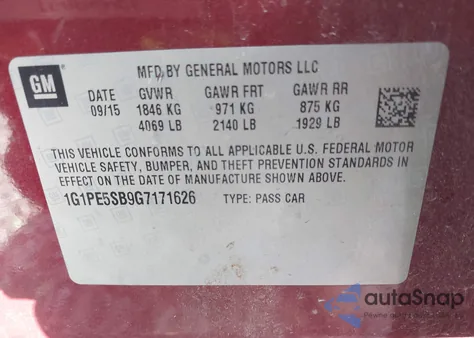 GM
MFD BY GENERAL MOTORS LLC
DATE GVWR GAWR FRT GAWR RR
09/15 1846 KG 971 KG 875 KG
4069 LB 2140 LB 1929 LB
THIS VEHICLE CONFORMS TO ALL APPLICABLE U.S. FEDERAL MOTOR
VEHICLE SAFETY, BUMPER, AND THEFT PREVENTION STANDARDS IN
EFFECT ON THE DATE OF MANUFACTURE SHOWN ABOVE.
1G1PE5SB9G7171626 TYPE: PASS CAR
autoSnap